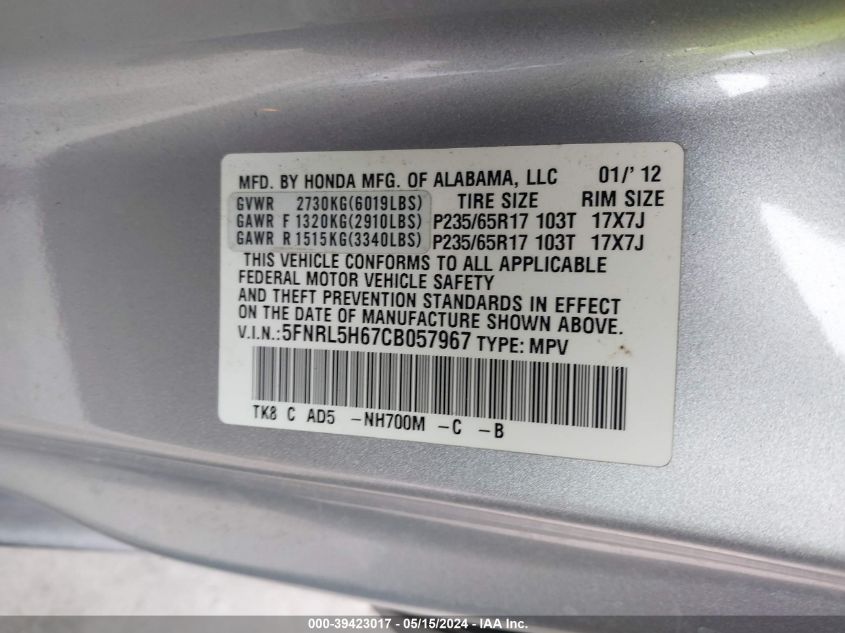 MFD. BY HONDA MFG. OF ALABAMA, LLC 01/' 12
GVWR 2730KG(6019LBS) TIRE SIZE RIM SIZE
GAWR F 1320KG(2910LBS) P235/65R17 103T 17X7J
GAWR R 1515KG(3340LBS) P235/65R17 103T 17X7J
THIS VEHICLE CONFORMS TO ALL APPLICABLE
FEDERAL MOTOR VEHICLE SAFETY
AND THEFT PREVENTION STANDARDS IN EFFECT
ON THE DATE OF MANUFACTURE SHOWN ABOVE.
V.I.N.:5FNRL5H67CB057967 TYPE: MPV
TK8 C AD5 -NH700M -C -B
000-39423017 - 05/15/2024 - IAA Inc.